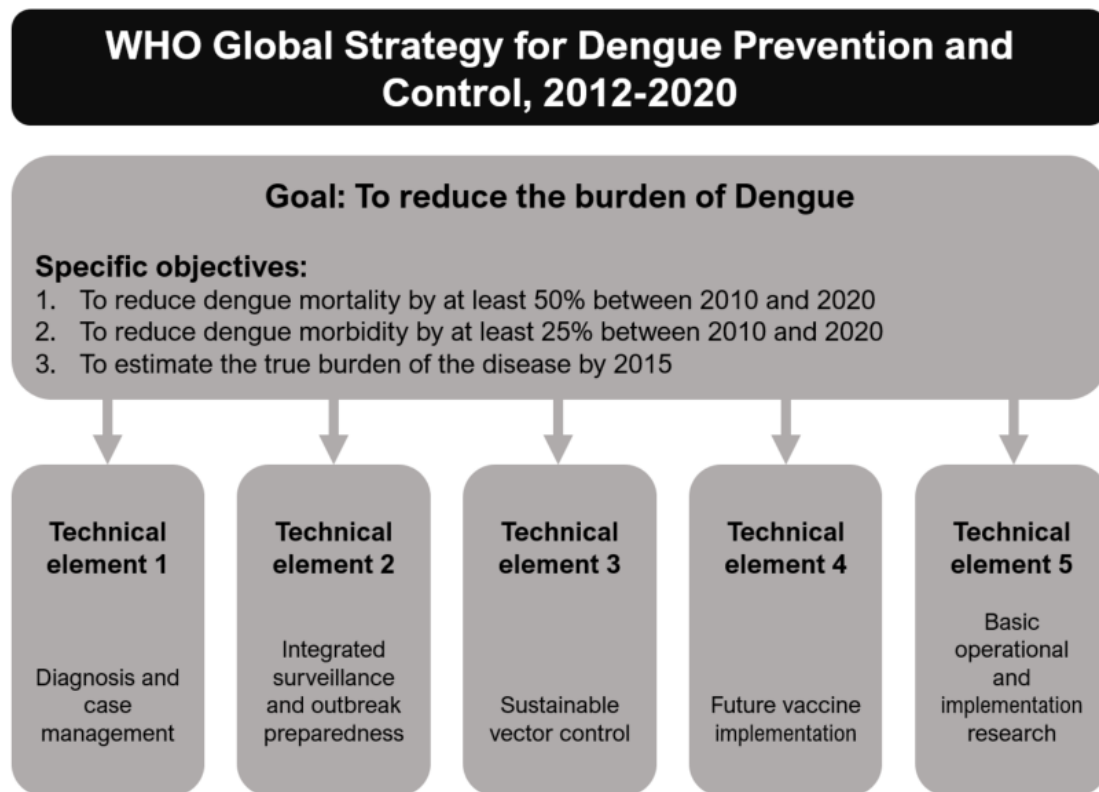 WHO Global Strategy for Dengue Prevention and
Control, 2012-2020
Goal: To reduce the burden of Dengue
Specific objectives:
1. To reduce dengue mortality by at least 50% between 2010 and 2020
2. To reduce dengue morbidity by at least 25% between 2010 and 2020
3. To estimate the true burden of the disease by 2015
Technical
element 1
Diagnosis and
case
management
Technical
element 2
Integrated
surveillance
and outbreak
preparedness
Technical
element 3
Sustainable
vector control
Technical
element 4
Future vaccine
implementation
Technical
element 5
Basic
operational
and
implementation
research